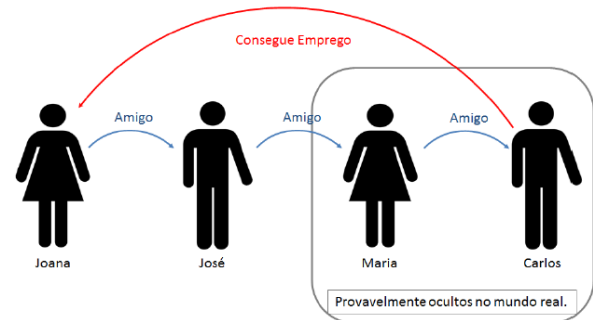 Consegue Emprego
Amigo
Amigo
Amigo
Joana
José
Maria
Carlos
Provavelmente ocultos no mundo real.